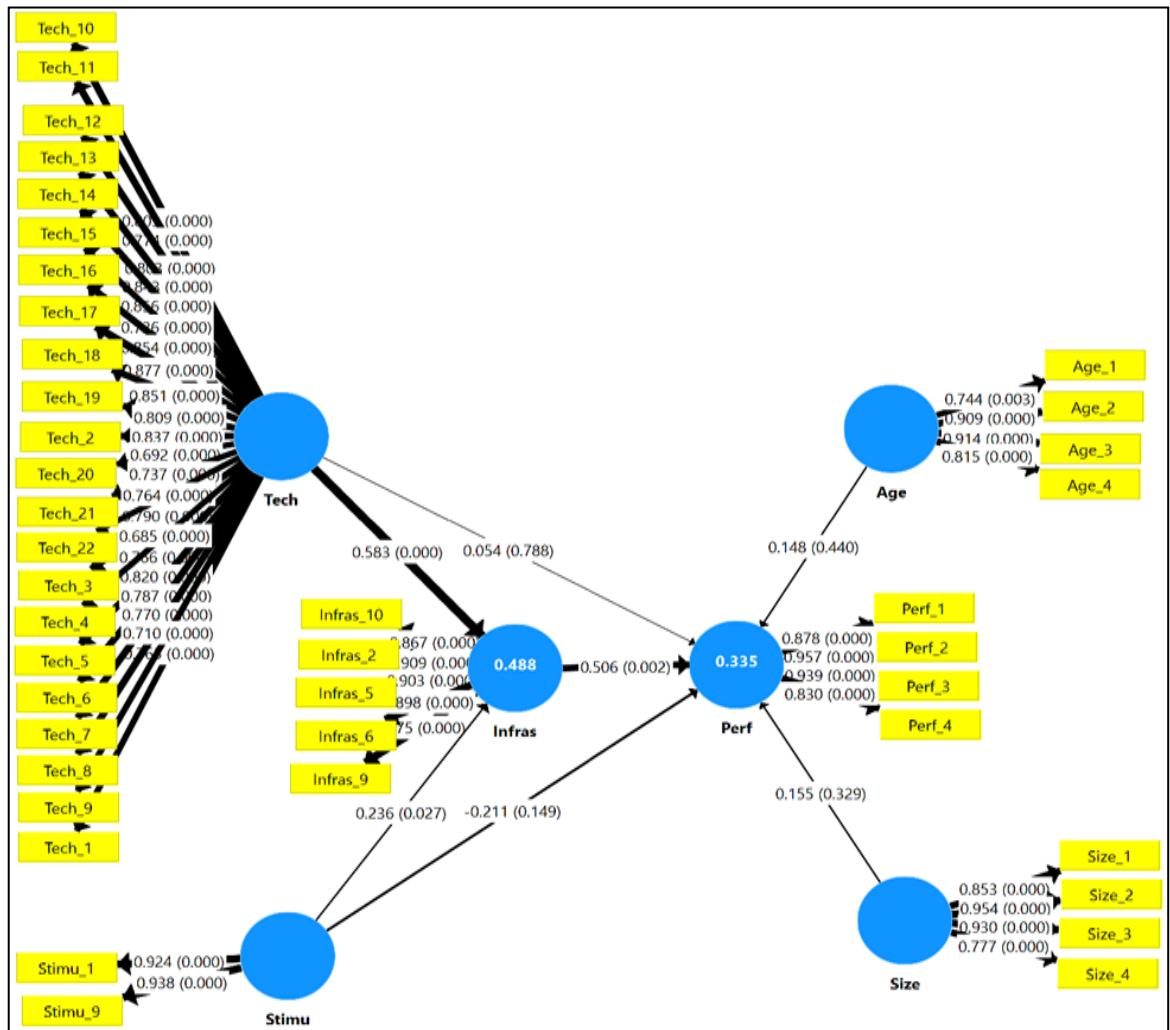 Tech_10
Tech_11
Tech_12
Tech_13
Tech_14
Tech_15
Tech_16
Tech_17
Tech_18
Tech_19
Tech_2
Tech_20
Tech_21
Tech_22
Tech_3
Tech_4
Tech_5
Tech_6
Tech_7
Tech_8
Tech_9
Tech_1
(0.000)
(0.000)
(0.000)
(0.000)
(0.000)
(0.000)
(0.000)
0.877 (0.000)
0.851 (0.000)
0.809 (0.000)
0.837 (0.000)
0.692 (0.000)
0.737 (0.000)
0.764 (0.000)
0.790
0.685 (0.000)
0.820 (0.000)
0.787 (0.000)
0.770 (0.000)
0.710 (0.000)
(0.000)
Tech
0.583 (0.000)
0.054 (0.788)
Age_1
Age_2
Age_3
Age_4
0.744 (0.003)
0.909 (0.000)
0.914 (0.000)
0.815 (0.000)
Age
0.148 (0.440)
Infras_10
Infras_2
Infras_5
Infras_6
Infras_9
0.488
Infras
0.506 (0.002)
0.335
Perf
0.878 (0.000)
0.957 (0.000)
0.939 (0.000)
0.830 (0.000)
Perf_1
Perf_2
Perf_3
Perf_4
0.236 (0.027)
-0.211 (0.149)
0.155 (0.329)
Size_1
Size_2
Size_3
Size_4
0.853 (0.000)
0.954 (0.000)
0.930 (0.000)
0.777 (0.000)
Size
Stimu_1
Stimu_9
0.924 (0.000)
0.938 (0.000)
Stimu